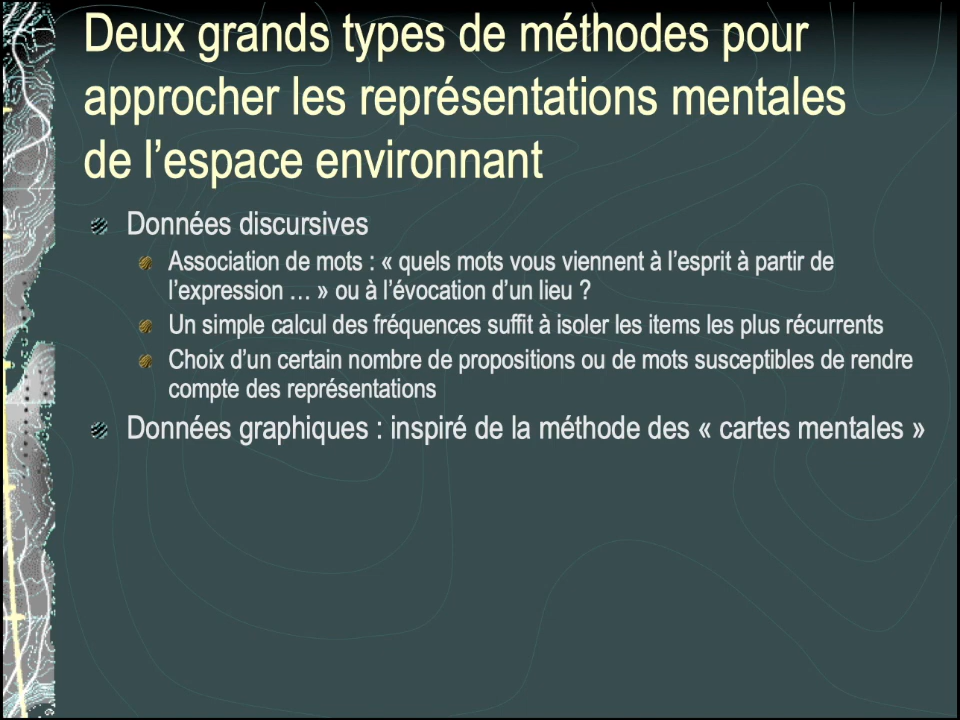 Deux grands types de méthodes pour
approcher les représentations mentales
de l’espace environnant
Données discursives
Association de mots : « quels mots vous viennent à l’esprit à partir de
l’expression … » ou à l’évocation d’un lieu ?
Un simple calcul des fréquences suffit à isoler les items les plus récurrents
Choix d’un certain nombre de propositions ou de mots susceptibles de rendre
compte des représentations
Données graphiques : inspiré de la méthode des « cartes mentales »